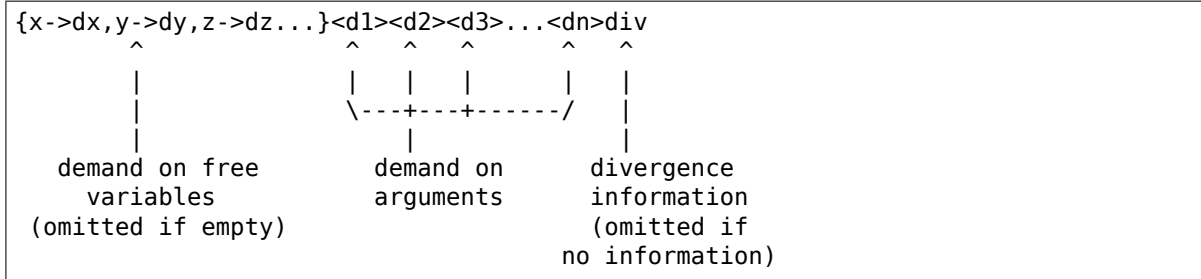 {x->dx,y->dy,z->dz...}<d1><d2><d3>...<dn>div
        ^              ^   ^   ^      ^   ^
        |              |   |   |      |   |
        |              \---+---+------/   |
        |                  |              |
   demand on free        demand on      divergence
     variables           arguments      information
 (omitted if empty)                     (omitted if
                                      no information)